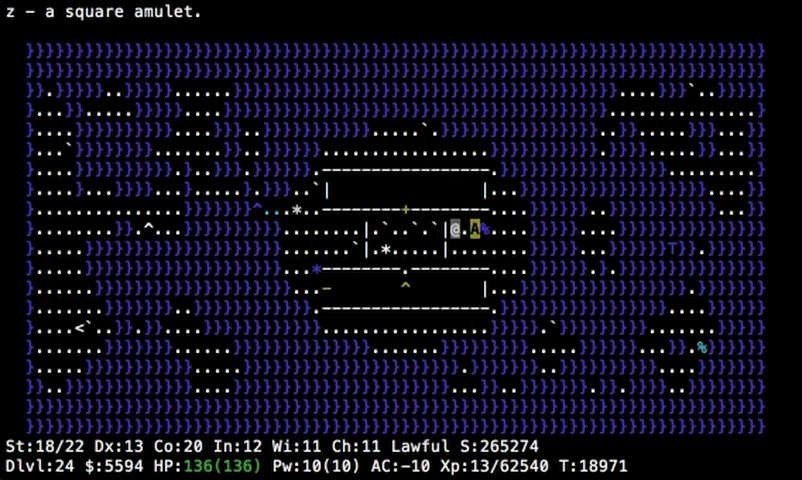 z - a square amulet.
St:18/22 Dx:13 Co:20 In:12 Wi:11 Ch:11 Lawful S:265274
Dlvl:24 $:5594 HP:136(136) Pw:10(10) AC:-10 Xp:13/62540 T:18971